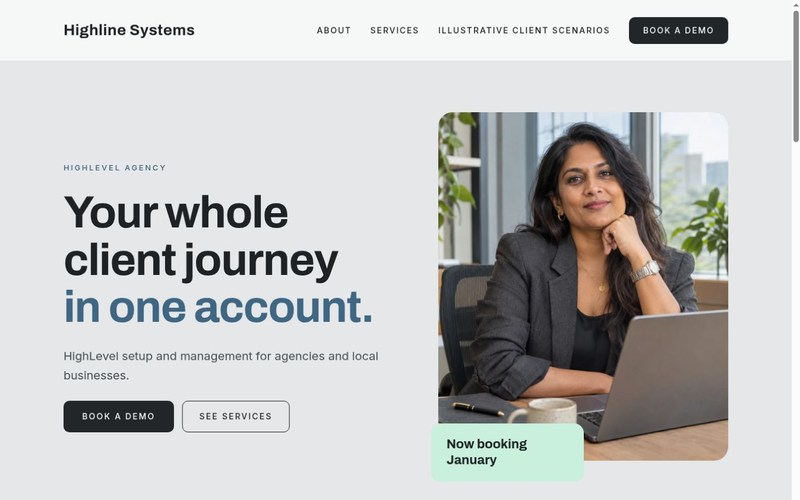 Highline Systems
ABOUT
SERVICES
ILLUSTRATIVE CLIENT SCENARIOS
BOOK A DEMO
HIGHLEVEL AGENCY
Your whole
client journey
in one account.
HighLevel setup and management for agencies and local
businesses.
BOOK A DEMO
SEE SERVICES
Now booking
January